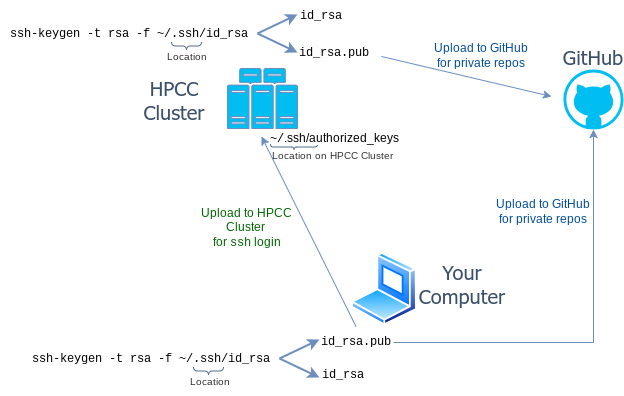 id_rsa
ssh-keygen -t rsa -f ~/.ssh/id_rsa
Location
id_rsa.pub
Upload to GitHub
for private repos
GitHub
HPCC
Cluster
~/.ssh/authorized_keys
Location on HPCC Cluster
Upload to HPCC
Cluster
for ssh login
Upload to GitHub
for private repos
Your
Computer
id_rsa.pub
ssh-keygen -t rsa -f ~/.ssh/id_rsa
Location
id_rsa